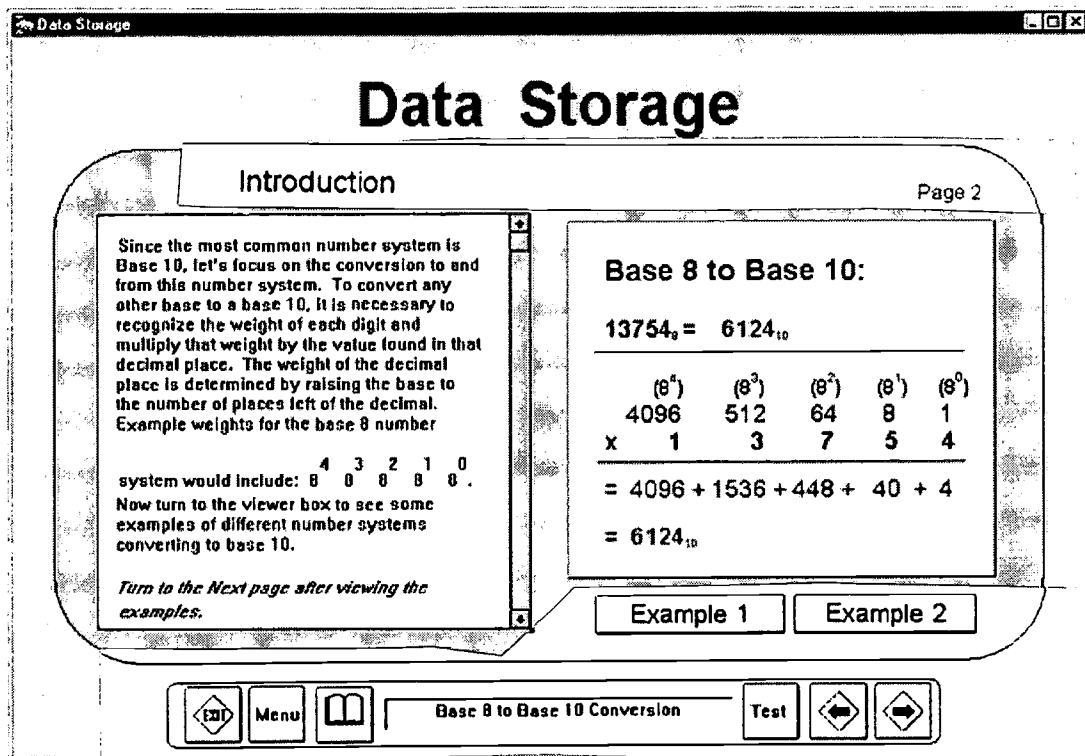 Data Storage
Data Storage
Introduction
Page 2
Since the most common number system is
Base 10, let's focus on the conversion to and
from this number system. To convert any
other base to a base 10, it is necessary to
recognize the weight of each digit and
multiply that weight by the value found in that
decimal place. The weight of the decimal
place is determined by raising the base to
the number of places left of the decimal.
Example weights for the base 8 number
4 3 2 1 0
system would include: 8 8 8 8 8 .
Now turn to the viewer box to see some
examples of different number systems
converting to base 10.
Turn to the Next page after viewing the
examples.
Base 8 to Base 10:
13754₈ = 6124₁₀
(8⁴) (8³) (8²) (8¹) (8⁰)
4096 512 64 8 1
x 1 3 7 5 4
= 4096 + 1536 + 448 + 40 + 4
= 6124₁₀
Example 1 Example 2
EXIT Menu Base 8 to Base 10 Conversion Test